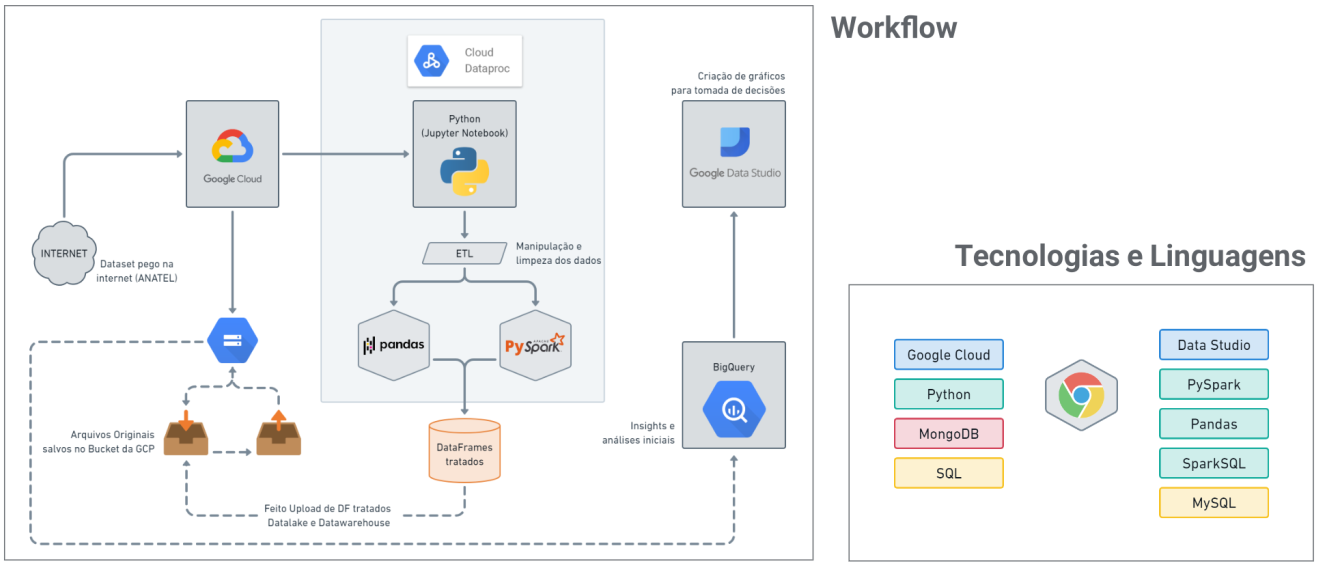 Workflow
Cloud
Dataproc
Criação de gráficos
para tomada de decisões
Python
(Jupyter Notebook)
Google Cloud
Google Data Studio
INTERNET
Dataset pego na
internet (ANATEL)
ETL
Manipulação e
limpeza dos dados
pandas
APACHE
PySpark
BigQuery
Insights e
análises iniciais
Arquivos Originais
salvos no Bucket da GCP
DataFrames
tratados
Feito Upload de DF tratados
Datalake e Datawarehouse
Tecnologias e Linguagens
Google Cloud
Python
MongoDB
SQL
Data Studio
PySpark
Pandas
SparkSQL
MySQL